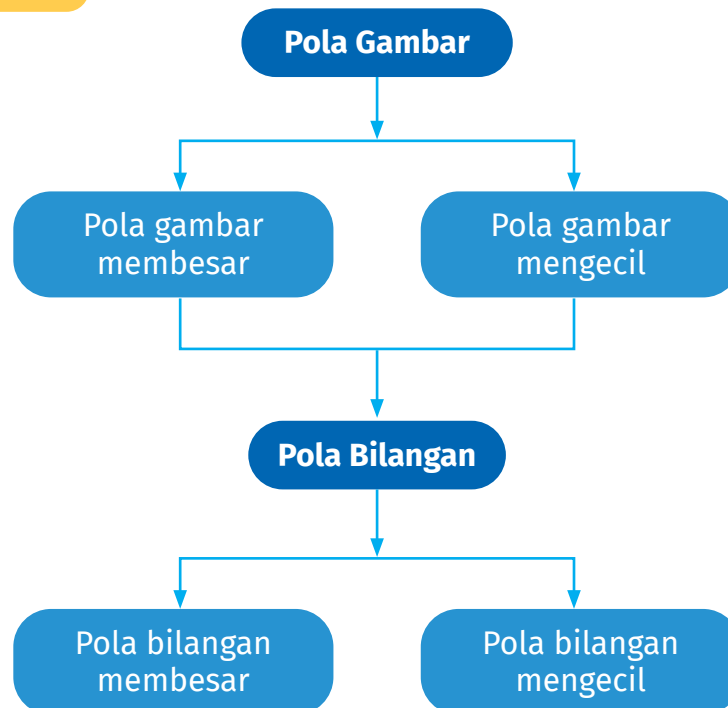 Pola Gambar
Pola gambar
membesar
Pola gambar
mengecil
Pola Bilangan
Pola bilangan
membesar
Pola bilangan
mengecil